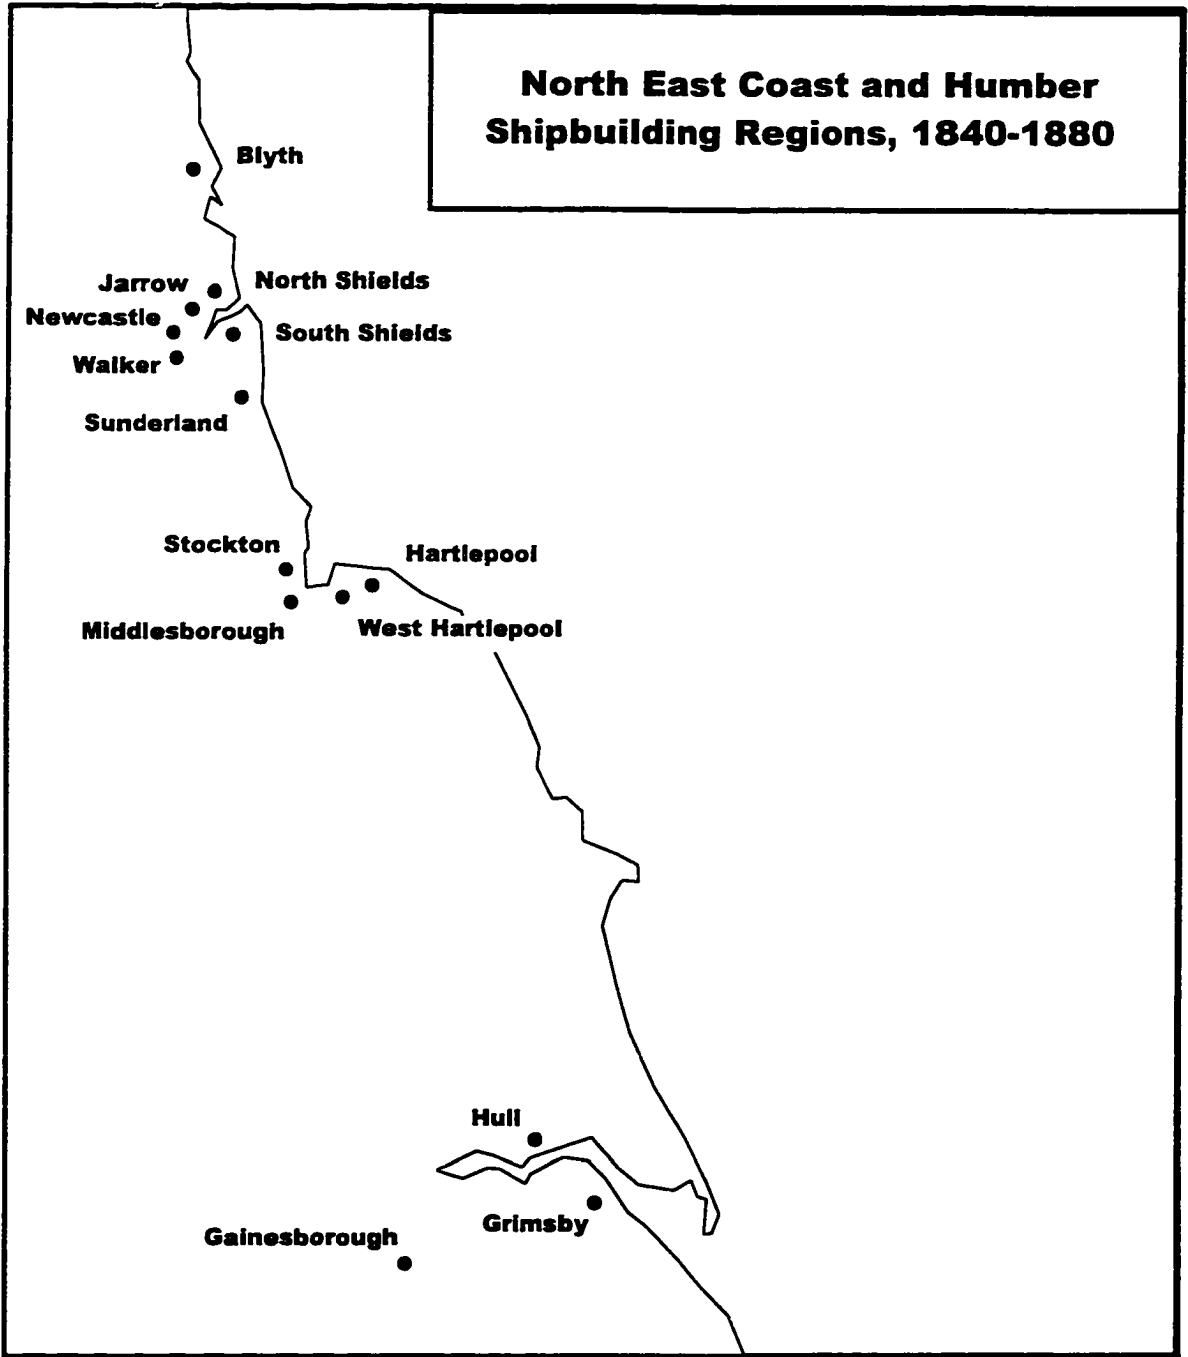 North East Coast and Humber
Shipbuilding Regions, 1840-1880
Blyth
Jarrow
North Shields
Newcastle
South Shields
Walker
Sunderland
Stockton
Hartlepool
Middlesborough
West Hartlepool
Hull
Grimsby
Gainesborough